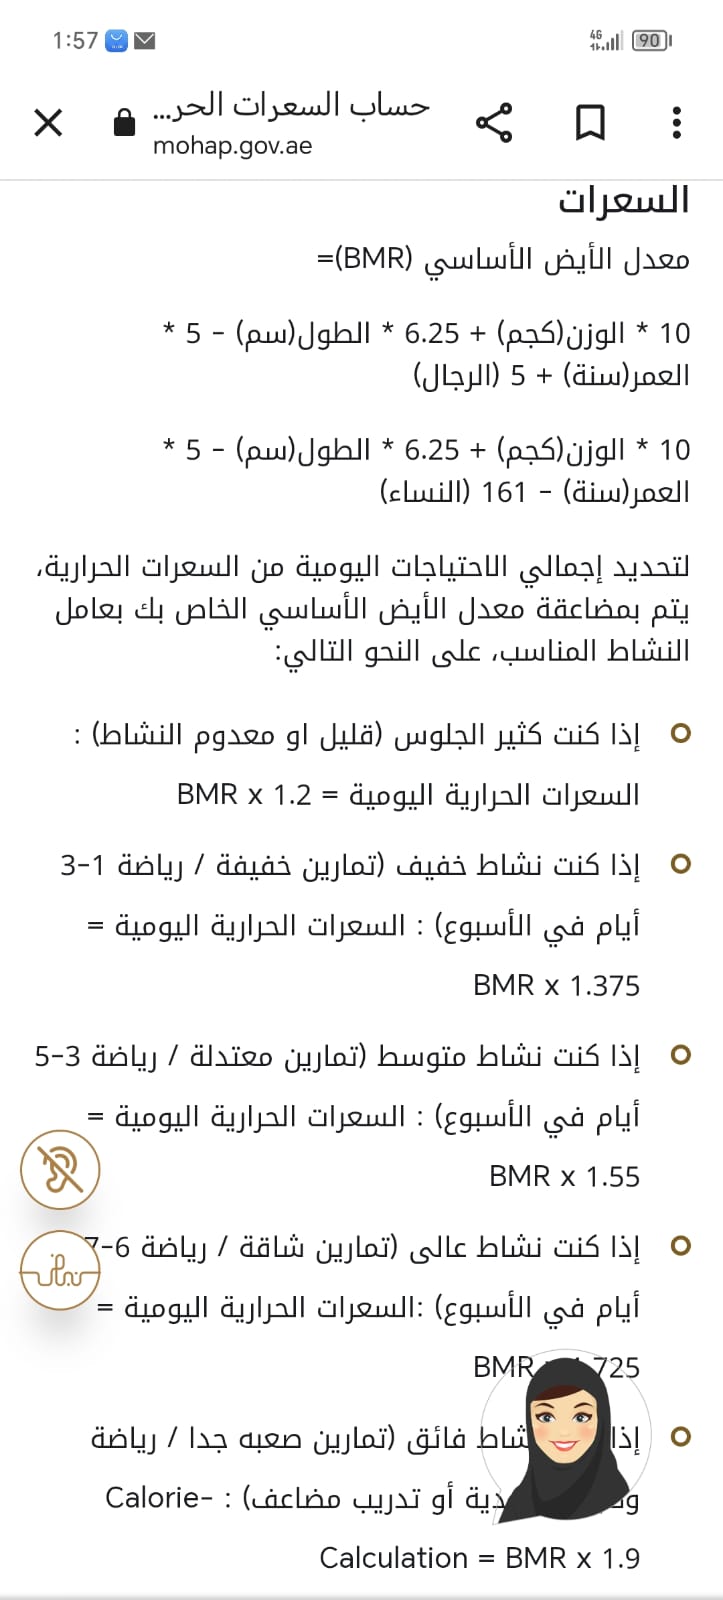 1:57
4G
90
حساب السعرات الحر...
mohap.gov.ae
السعرات
معدل الأيض الأساسي (BMR)=
10 * الوزن(كجم) + 6.25 * الطول(سم) - 5 *
العمر(سنة) + 5 (الرجال)
10 * الوزن(كجم) + 6.25 * الطول(سم) - 5 *
العمر(سنة) - 161 (النساء)
لتحديد إجمالي الاحتياجات اليومية من السعرات الحرارية،
يتم بمضاعقة معدل الأيض الأساسي الخاص بك بعامل
النشاط المناسب، على النحو التالي:
إذا كنت كثير الجلوس (قليل او معدوم النشاط) :
السعرات الحرارية اليومية = BMR x 1.2
إذا كنت نشاط خفيف (تمارين خفيفة / رياضة 1-3
أيام في الأسبوع) : السعرات الحرارية اليومية =
BMR x 1.375
إذا كنت نشاط متوسط (تمارين معتدلة / رياضة 3-5
أيام في الأسبوع) : السعرات الحرارية اليومية =
BMR x 1.55
إذا كنت نشاط عالى (تمارين شاقة / رياضة 6-7
أيام في الأسبوع) :السعرات الحرارية اليومية =
BMR 725
إذا فائق (تمارين صعبه جدا / رياضة
أو تدريب مضاعف) : Calorie-
Calculation = BMR x 1.9